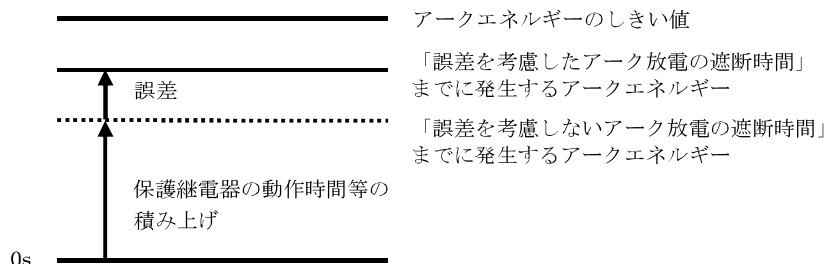 アークエネルギーのしきい値
「誤差を考慮したアーク放電の遮断時間」
までに発生するアークエネルギー
誤差
「誤差を考慮しないアーク放電の遮断時間」
までに発生するアークエネルギー
保護継電器の動作時間等の
積み上げ
0s